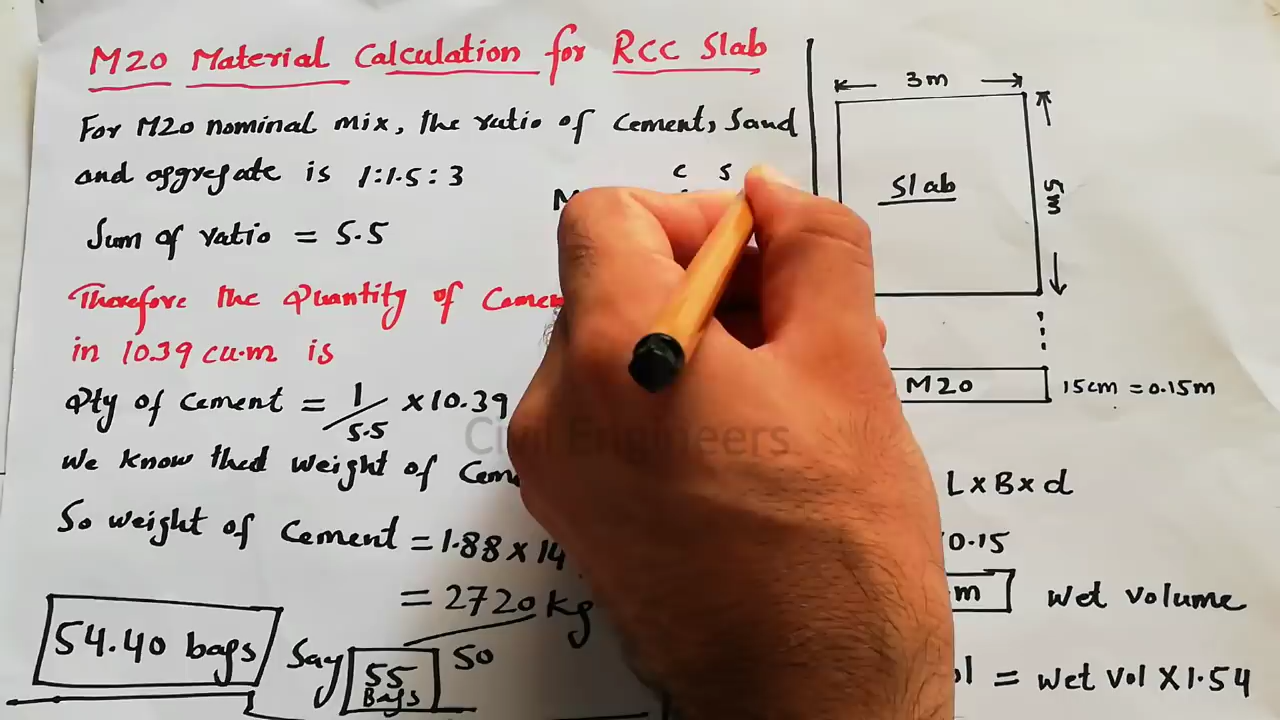 M20 Material Calculation for RCC Slab
For M20 nominal mix, the ratio of Cement, Sand
and aggregate is 1:1.5:3
C S
M
Sum of ratio = 5.5
Therefore the Quantity of
in 10.39 cu.m is
Qty of cement = 1/5.5 × 10.39
We know that weight of
So weight of Cement = 1.88 ×
= 2720 kg
50
54.40 bags
Say 55 Bags
3m
Slab
5m
M20
15cm = 0.15m
L × B × d
0.15
m wet volume
= wet vol × 1.54
Civil Engineers